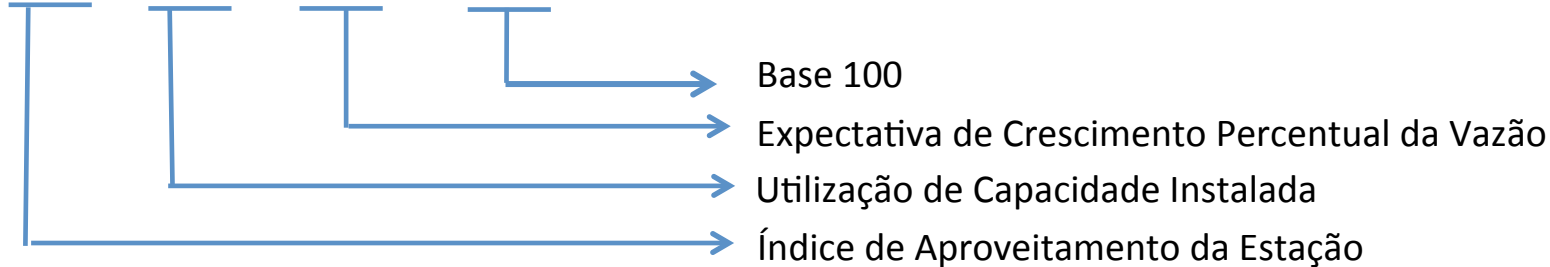 Base 100
Expectativa de Crescimento Percentual da Vazão
Utilização de Capacidade Instalada
Índice de Aproveitamento da Estação